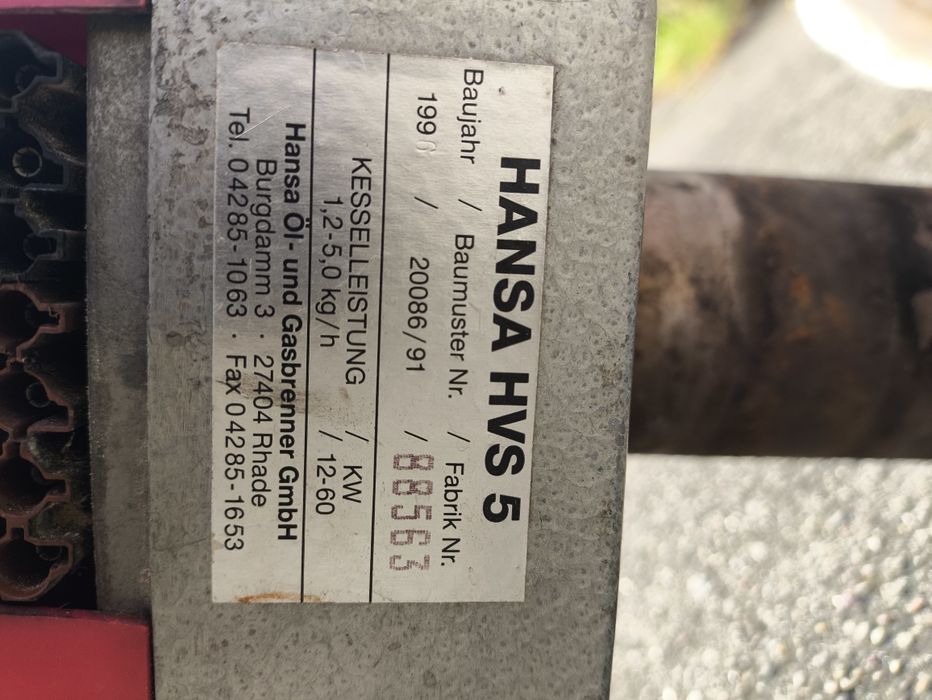 HANSA HVS 5
Baujahr / Baumuster Nr. / Fabrik Nr.
1996 / 20086/91 / 88563
KESSELLEISTUNG / KW
1,2-5,0 kg/h / 12-60
Hansa Öl- und Gasbrenner GmbH
Burgdamm 3 · 27404 Rhade
Tel. 04285-1063 · Fax 04285-1653